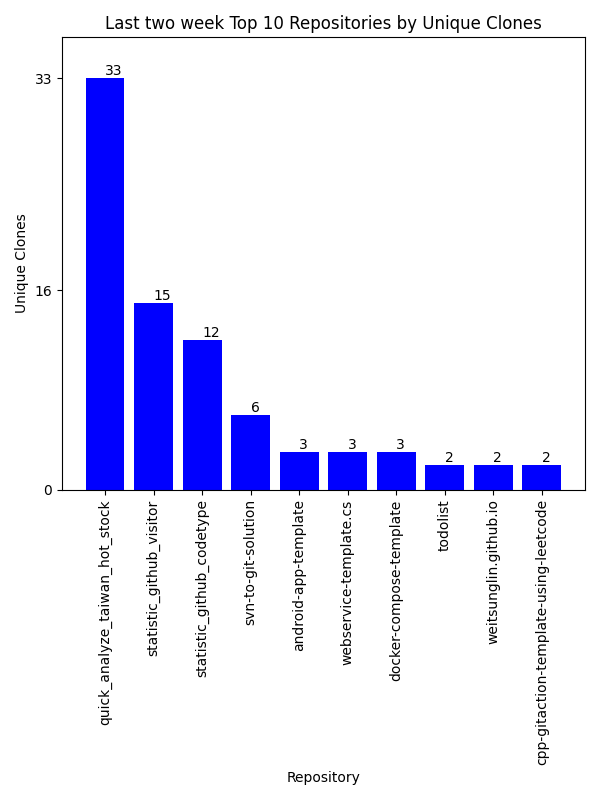 Last two week Top 10 Repositories by Unique Clones
Unique Clones
33
16
0
33
15
12
6
3
3
3
2
2
2
quick_analyze_taiwan_hot_stock
statistic_github_visitor
statistic_github_codetype
svn-to-git-solution
android-app-template
webservice-template.cs
docker-compose-template
todolist
weitsunglin.github.io
cpp-gitaction-template-using-leetcode
Repository